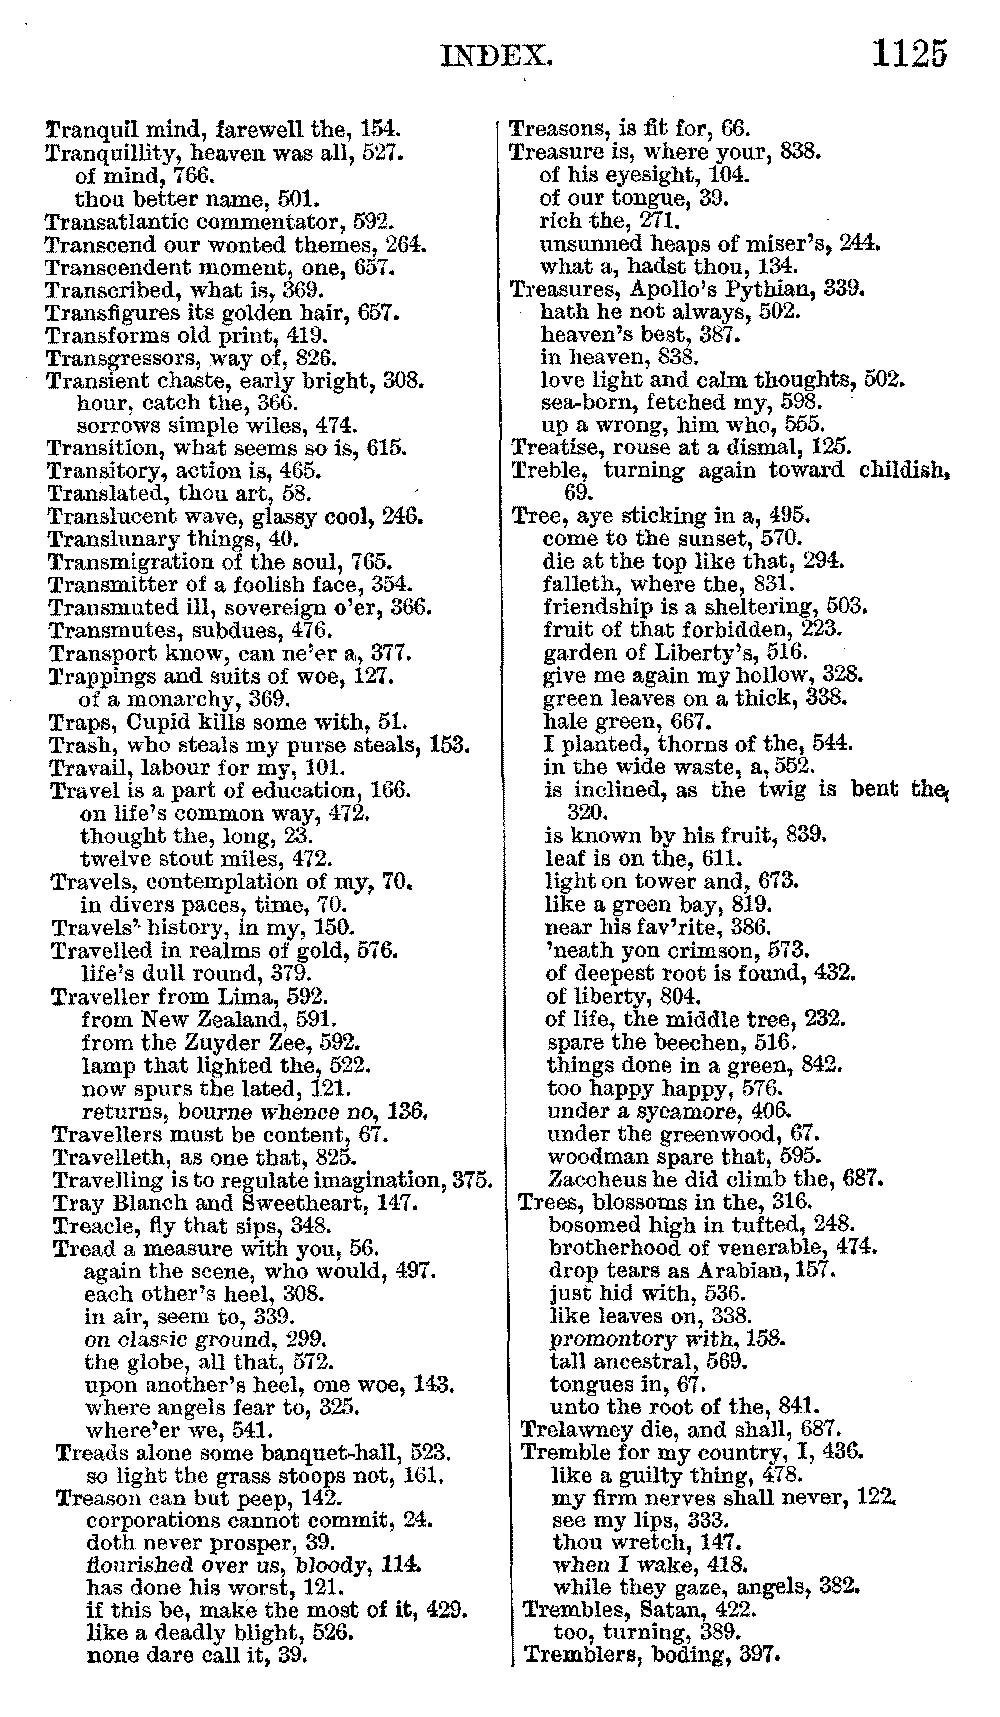 INDEX.
1125
Tranquil mind, farewell the, 154.
Tranquillity, heaven was all, 527.
of mind, 766.
thou better name, 501.
Transatlantic commentator, 592.
Transcend our wonted themes, 264.
Transcendent moment, one, 657.
Transcribed, what is, 369.
Transfigures its golden hair, 657.
Transforms old print, 419.
Transgressors, way of, 826.
Transient chaste, early bright, 308.
hour, catch the, 366.
sorrows simple wiles, 474.
Transition, what seems so is, 615.
Transitory, action is, 465.
Translated, thou art, 58.
Translucent wave, glassy cool, 246.
Translunary things, 40.
Transmigration of the soul, 765.
Transmitter of a foolish face, 354.
Transmuted ill, sovereign o'er, 366.
Transmutes, subdues, 476.
Transport know, can ne'er a, 377.
Trappings and suits of woe, 127.
of a monarchy, 369.
Traps, Cupid kills some with, 51.
Trash, who steals my purse steals, 153.
Travail, labour for my, 101.
Travel is a part of education, 166.
on life's common way, 472.
thought the, long, 23.
twelve stout miles, 472.
Travels, contemplation of my, 70.
in divers paces, time, 70.
Travels' history, in my, 150.
Travelled in realms of gold, 576.
life's dull round, 379.
Traveller from Lima, 592.
from New Zealand, 591.
from the Zuyder Zee, 592.
lamp that lighted the, 522.
now spurs the lated, 121.
returns, bourne whence no, 136.
Travellers must be content, 67.
Travelleth, as one that, 825.
Travelling is to regulate imagination, 375.
Tray Blanch and Sweetheart, 147.
Treacle, fly that sips, 348.
Tread a measure with you, 56.
again the scene, who would, 497.
each other's heel, 308.
in air, seem to, 339.
on classic ground, 299.
the globe, all that, 572.
upon another's heel, one woe, 143.
where angels fear to, 325.
where'er we, 541.
Treads alone some banquet-hall, 523.
so light the grass stoops not, 161.
Treason can but peep, 142.
corporations cannot commit, 24.
doth never prosper, 39.
flourished over us, bloody, 114.
has done his worst, 121.
if this be, make the most of it, 429.
like a deadly blight, 526.
none dare call it, 39.
Treasons, is fit for, 66.
Treasure is, where your, 838.
of his eyesight, 104.
of our tongue, 39.
rich the, 271.
unsunned heaps of miser's, 244.
what a, hadst thou, 134.
Treasures, Apollo's Pythian, 339.
hath he not always, 502.
heaven's best, 387.
in heaven, 838.
love light and calm thoughts, 502.
sea-born, fetched my, 598.
up a wrong, him who, 555.
Treatise, rouse at a dismal, 125.
Treble, turning again toward childish,
69.
Tree, aye sticking in a, 495.
come to the sunset, 570.
die at the top like that, 294.
falleth, where the, 831.
friendship is a sheltering, 503.
fruit of that forbidden, 223.
garden of Liberty's, 516.
give me again my hollow, 328.
green leaves on a thick, 338.
hale green, 667.
I planted, thorns of the, 544.
in the wide waste, a, 552.
is inclined, as the twig is bent the,
320.
is known by his fruit, 839.
leaf is on the, 611.
light on tower and, 673.
like a green bay, 819.
near his fav'rite, 386.
'neath yon crimson, 573.
of deepest root is found, 432.
of liberty, 804.
of life, the middle tree, 232.
spare the beechen, 516.
things done in a green, 842.
too happy happy, 576.
under a sycamore, 406.
under the greenwood, 67.
woodman spare that, 595.
Zaccheus he did climb the, 687.
Trees, blossoms in the, 316.
bosomed high in tufted, 248.
brotherhood of venerable, 474.
drop tears as Arabian, 157.
just hid with, 536.
like leaves on, 338.
promontory with, 158.
tall ancestral, 569.
tongues in, 67.
unto the root of the, 841.
Trelawney die, and shall, 687.
Tremble for my country, I, 436.
like a guilty thing, 478.
my firm nerves shall never, 122.
see my lips, 333.
thou wretch, 147.
when I wake, 418.
while they gaze, angels, 382.
Trembles, Satan, 422.
too, turning, 389.
Tremblers, boding, 397.